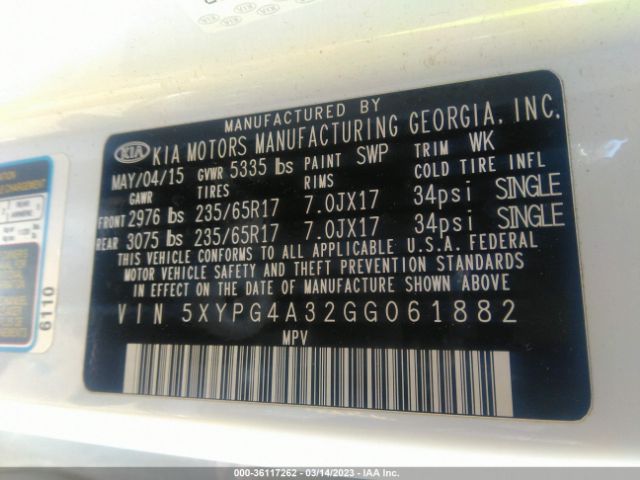 MANUFACTURED BY
KIA KIA MOTORS MANUFACTURING GEORGIA, INC.
MAY/04/15 GVWR 5335 lbs PAINT SWP TRIM WK
GAWR TIRES RIMS COLD TIRE INFL
FRONT 2976 lbs 235/65R17 7.0JX17 34psi SINGLE
REAR 3075 lbs 235/65R17 7.0JX17 34psi SINGLE
THIS VEHICLE CONFORMS TO ALL APPLICABLE U.S.A. FEDERAL
MOTOR VEHICLE SAFETY AND THEFT PREVENTION STANDARDS
IN EFFECT ON THE DATE OF MANUFACTURE SHOWN ABOVE
VIN 5XYPG4A32GG061882
MPV
6110
000-36117262 - 03/14/2023 - IAA Inc.